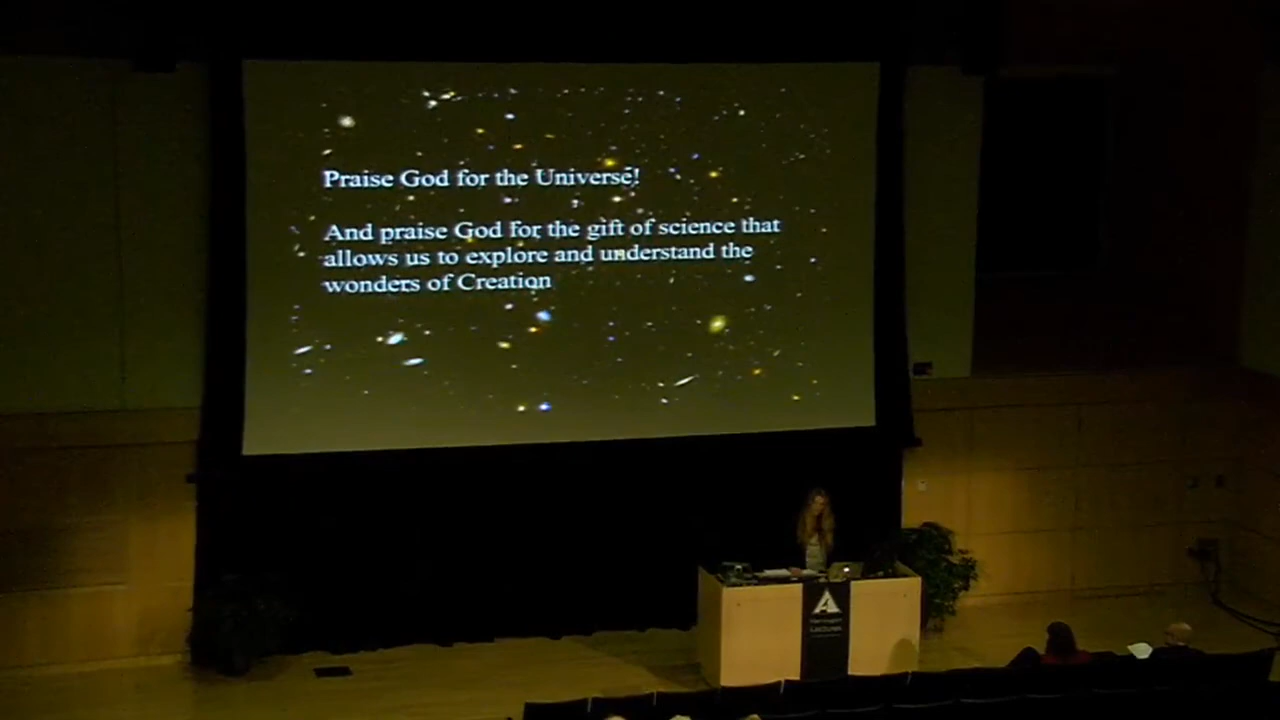 Praise God for the Universe!
And praise God for the gift of science that
allows us to explore and understand the
wonders of Creation
Lectures